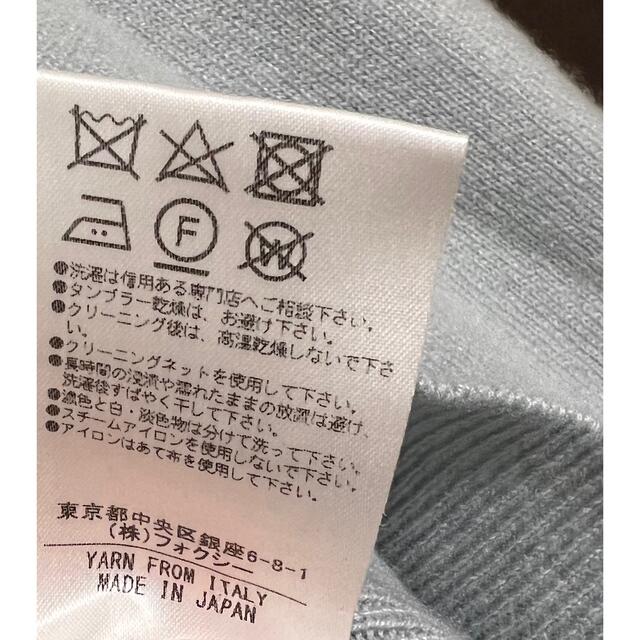 F
W
●洗濯は信用ある専門店へご相談下さい。
●タンブラー乾燥は、お避け下さい。
●クリーニング後は、高温乾燥しないで下さ
い。
●クリーニングネットを使用して下さい。
●長時間の浸漬や濡れたままの放置は避け、
洗濯後すばやく干して下さい。
●濃色と白・淡色物は分けて洗って下さい。
●スチームアイロンを使用しないで下さい。
●アイロンはあて布を使用して下さい。
東京都中央区銀座6-8-1
(株)フォクシー
YARN FROM ITALY
MADE IN JAPAN